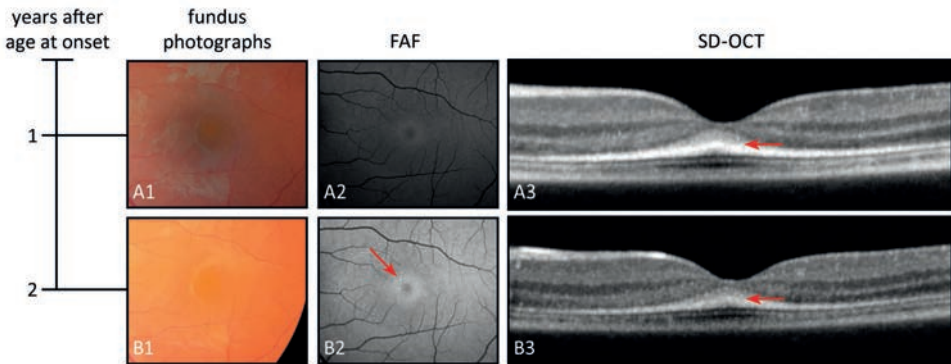 years after
age at onset
fundus
photographs
FAF
SD-OCT
1
A1
A2
A3
2
B1
B2
B3